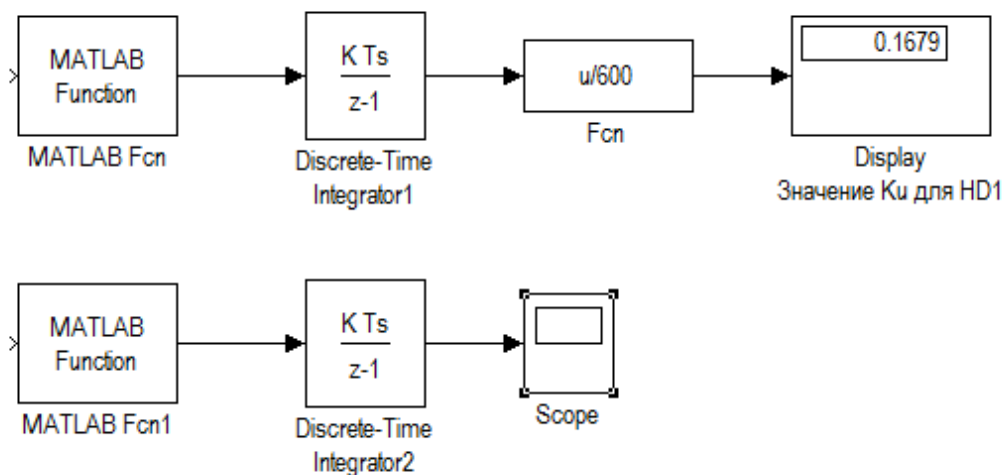 MATLAB
Function
MATLAB Fcn
K Ts
z-1
Discrete-Time
Integrator1
u/600
Fcn
0.1679
Display
Значение Ku для HD1
MATLAB
Function
MATLAB Fcn1
K Ts
z-1
Discrete-Time
Integrator2
Scope